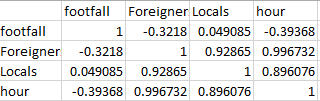 footfall Foreigner Locals hour
footfall 1 -0.3218 0.049085 -0.39368
Foreigner -0.3218 1 0.92865 0.996732
Locals 0.049085 0.92865 1 0.896076
hour -0.39368 0.996732 0.896076 1